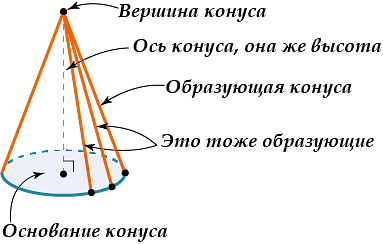 Вершина конуса
Ось конуса, она же высота
Образующая конуса
Это тоже образующие
Основание конуса